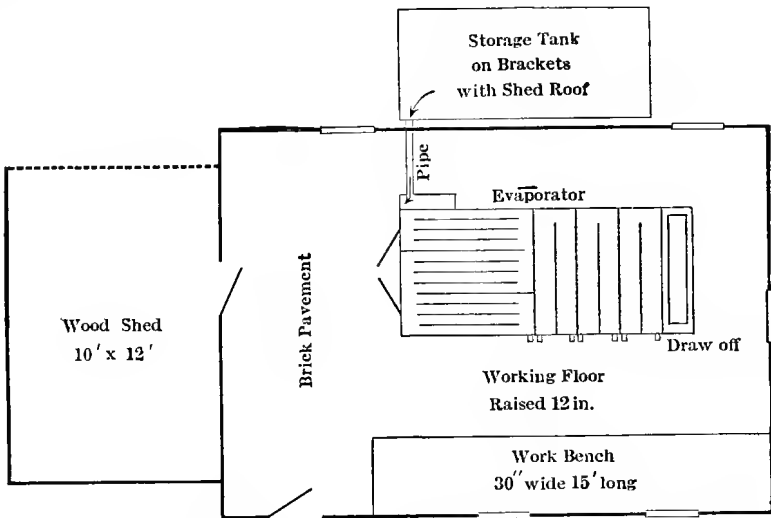 Storage Tank
on Brackets
with Shed Roof
Pipe
Evaporator
Brick Pavement
Wood Shed
10' x 12'
Draw off
Working Floor
Raised 12 in.
Work Bench
30" wide 15' long